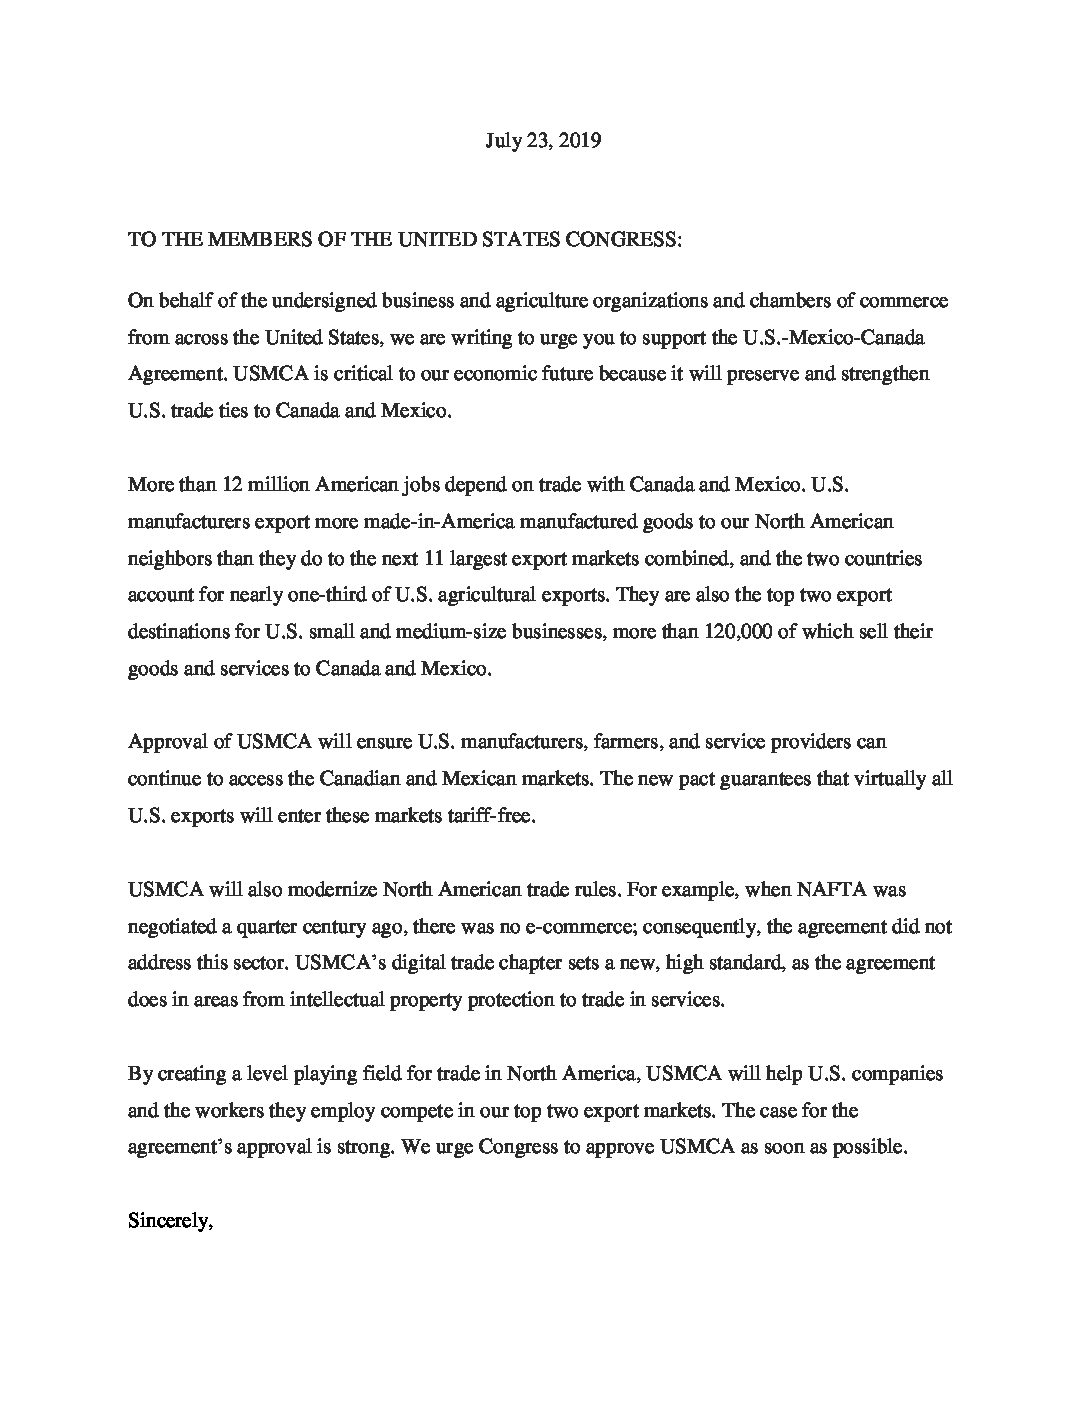 July 23, 2019
TO THE MEMBERS OF THE UNITED STATES CONGRESS:
On behalf of the undersigned business and agriculture organizations and chambers of commerce
from across the United States, we are writing to urge you to support the U.S.-Mexico-Canada
Agreement. USMCA is critical to our economic future because it will preserve and strengthen
U.S. trade ties to Canada and Mexico.
More than 12 million American jobs depend on trade with Canada and Mexico. U.S.
manufacturers export more made-in-America manufactured goods to our North American
neighbors than they do to the next 11 largest export markets combined, and the two countries
account for nearly one-third of U.S. agricultural exports. They are also the top two export
destinations for U.S. small and medium-size businesses, more than 120,000 of which sell their
goods and services to Canada and Mexico.
Approval of USMCA will ensure U.S. manufacturers, farmers, and service providers can
continue to access the Canadian and Mexican markets. The new pact guarantees that virtually all
U.S. exports will enter these markets tariff-free.
USMCA will also modernize North American trade rules. For example, when NAFTA was
negotiated a quarter century ago, there was no e-commerce; consequently, the agreement did not
address this sector. USMCA’s digital trade chapter sets a new, high standard, as the agreement
does in areas from intellectual property protection to trade in services.
By creating a level playing field for trade in North America, USMCA will help U.S. companies
and the workers they employ compete in our top two export markets. The case for the
agreement’s approval is strong. We urge Congress to approve USMCA as soon as possible.
Sincerely,